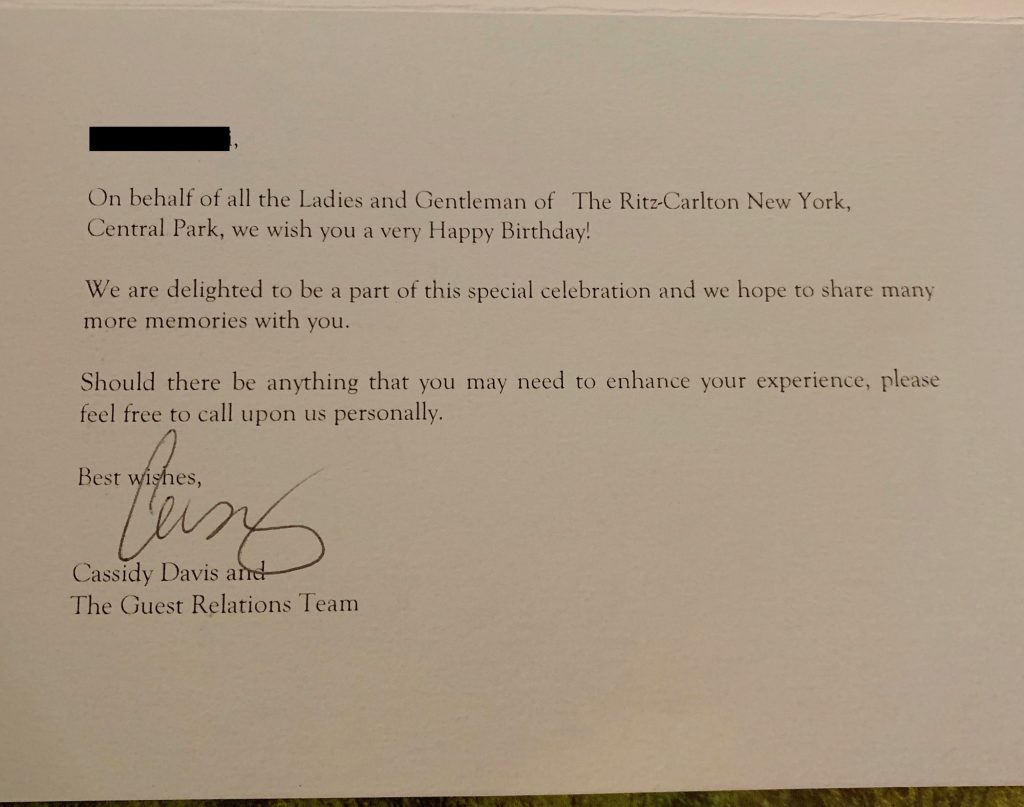 On behalf of all the Ladies and Gentleman of The Ritz-Carlton New York,
Central Park, we wish you a very Happy Birthday!
We are delighted to be a part of this special celebration and we hope to share many
more memories with you.
Should there be anything that you may need to enhance your experience, please
feel free to call upon us personally.
Best wishes,
Cassidy Davis and
The Guest Relations Team